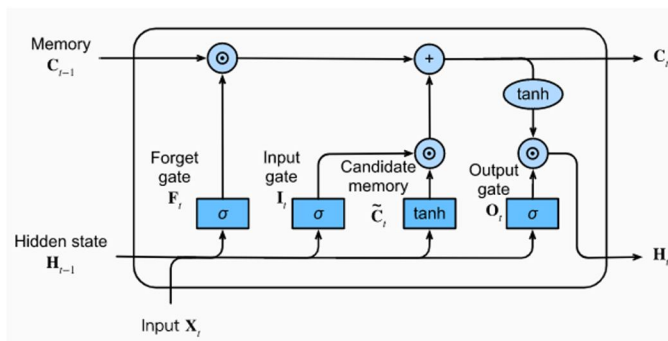 Memory
C_{t−1}
⊙
+
C_t
tanh
Forget
gate
F_t
Input
gate
I_t
Candidate
memory
C̃_t
⊙
Output
gate
O_t
⊙
σ
σ
tanh
σ
Hidden state
H_{t−1}
H_t
Input X_t